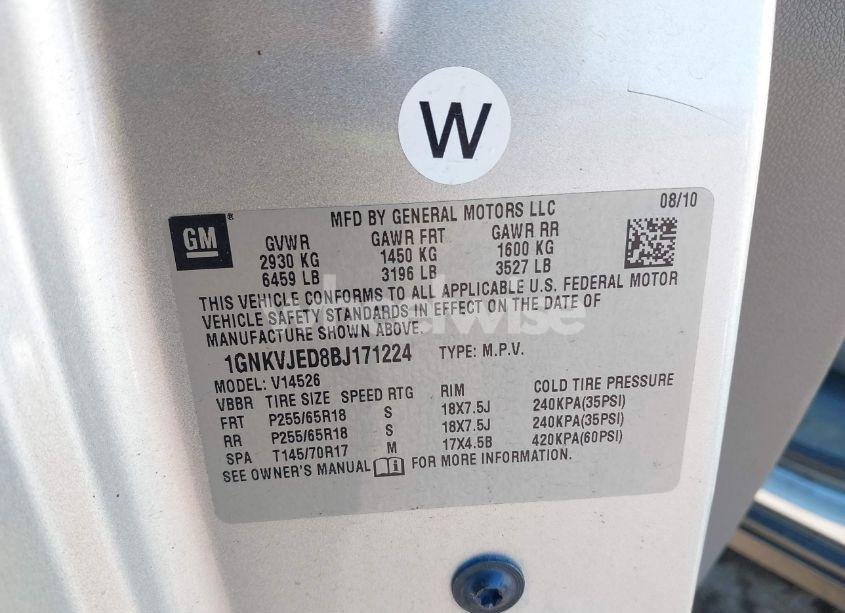 W
GM
MFD BY GENERAL MOTORS LLC 08/10
GVWR GAWR FRT GAWR RR
2930 KG 1450 KG 1600 KG
6459 LB 3196 LB 3527 LB
THIS VEHICLE CONFORMS TO ALL APPLICABLE U.S. FEDERAL MOTOR
VEHICLE SAFETY STANDARDS IN EFFECT ON THE DATE OF
MANUFACTURE SHOWN ABOVE.
1GNKVJED8BJ171224 TYPE: M.P.V.
MODEL: V14526
VBBR TIRE SIZE SPEED RTG RIM COLD TIRE PRESSURE
FRT P255/65R18 S 18X7.5J 240KPA(35PSI)
RR P255/65R18 S 18X7.5J 240KPA(35PSI)
SPA T145/70R17 M 17X4.5B 420KPA(60PSI)
SEE OWNER'S MANUAL FOR MORE INFORMATION.